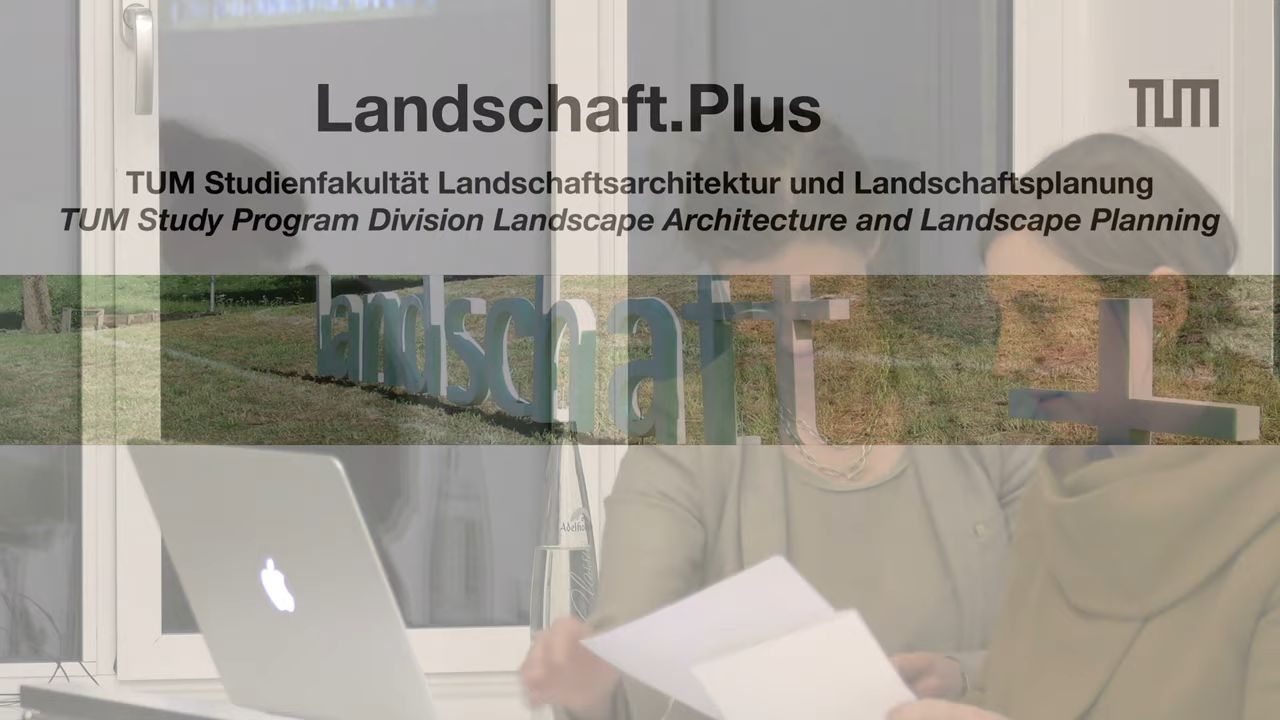 Landschaft.Plus
TUM
TUM Studienfakultät Landschaftsarchitektur und Landschaftsplanung
TUM Study Program Division Landscape Architecture and Landscape Planning
landschaft +